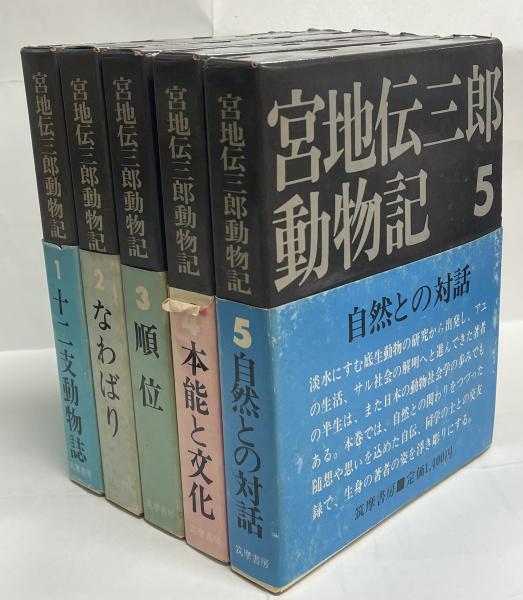 宮地伝三郎動物記
1
十二支動物誌
筑摩書房
宮地伝三郎動物記
2
なわばり
宮地伝三郎動物記
3
順位
筑摩書房
宮地伝三郎動物記
本能と文化
筑摩書房
宮地伝三郎動物記
5
自然との対話
筑摩書房
宮地伝三郎
動物記 5
自然との対話
淡水にすむ底生動物の研究から出発し、アユ
の生活、サル社会の解明へと進んできた著者
の半生は、また日本の動物社会学の歩みでも
ある。本巻では、自然との関わりをつづった
随想や思いを込めた自伝、同学の士との交友
録で、生身の著者の姿を浮き彫りにする。
筑摩書房■定価1,400円